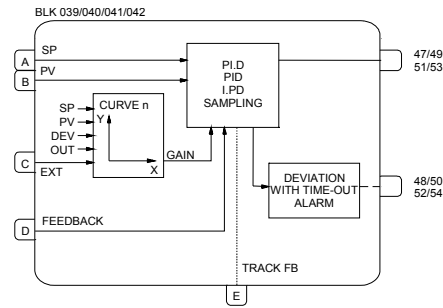 BLK 039/040/041/042
SP
A
PV
B
47/49
51/53
PI.D
PID
I.PD
SAMPLING
CURVE n
SP
PV
DEV
OUT
Y
X
GAIN
C
EXT
DEVIATION
WITH TIME-OUT
ALARM
48/50
52/54
FEEDBACK
D
TRACK FB
E